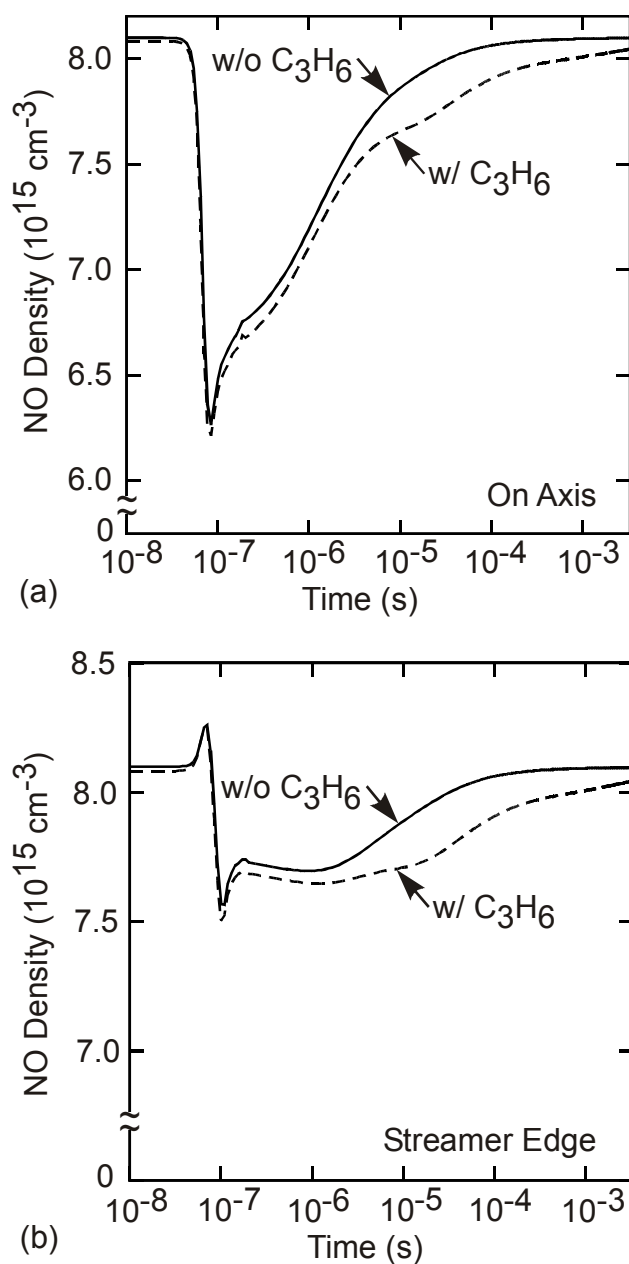 8.0
7.5
7.0
6.5
6.0
0
NO Density (10^15 cm^-3)
w/o C3H6
w/ C3H6
On Axis
10^-8 10^-7 10^-6 10^-5 10^-4 10^-3
Time (s)
(a)
8.5
8.0
7.5
7.0
0
NO Density (10^15 cm^-3)
w/o C3H6
w/ C3H6
Streamer Edge
10^-8 10^-7 10^-6 10^-5 10^-4 10^-3
Time (s)
(b)